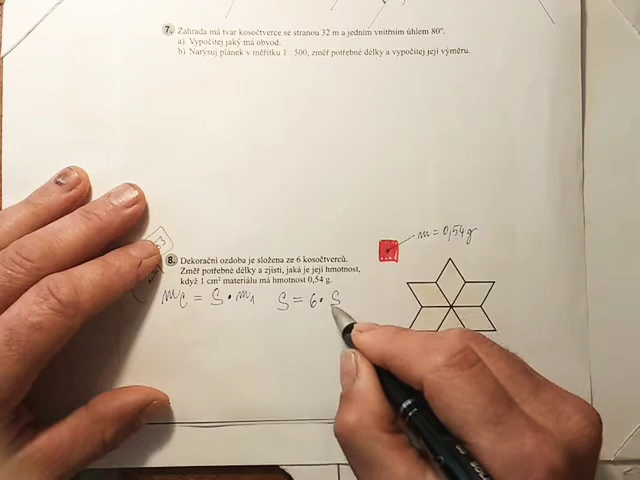 7. Zahrada má tvar kosočtverce se stranou 32 m a jedním vnitřním úhlem 80°.
a) Vypočítej jaký má obvod.
b) Narýsuj plánek v měřítku 1 : 500, změř potřebné délky a vypočítej její výměru.
m = 0,54 g
8. Dekorační ozdoba je složena ze 6 kosočtverců.
Změř potřebné délky a zjisti, jaká je její hmotnost,
když 1 cm² materiálu má hmotnost 0,54 g.
m_C = S · m_1 S = 6 · S